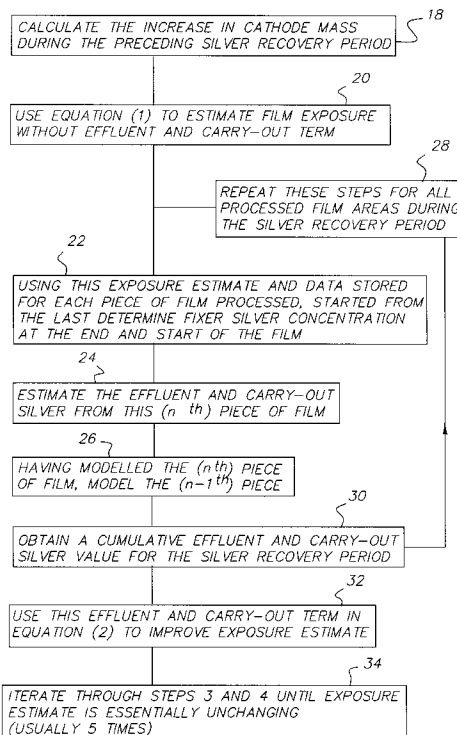 18
CALCULATE THE INCREASE IN CATHODE MASS
DURING THE PRECEDING SILVER RECOVERY PERIOD
20
USE EQUATION (1) TO ESTIMATE FILM EXPOSURE
WITHOUT EFFLUENT AND CARRY-OUT TERM
28
REPEAT THESE STEPS FOR ALL
PROCESSED FILM AREAS DURING
THE SILVER RECOVERY PERIOD
22
USING THIS EXPOSURE ESTIMATE AND DATA STORED
FOR EACH PIECE OF FILM PROCESSED, STARTED FROM
THE LAST DETERMINE FIXER SILVER CONCENTRATION
AT THE END AND START OF THE FILM
24
ESTIMATE THE EFFLUENT AND CARRY-OUT
SILVER FROM THIS (n th) PIECE OF FILM
26
HAVING MODELLED THE (nth) PIECE
OF FILM, MODEL THE (n-1th) PIECE
30
OBTAIN A CUMULATIVE EFFLUENT AND CARRY-OUT
SILVER VALUE FOR THE SILVER RECOVERY PERIOD
32
USE THIS EFFLUENT AND CARRY-OUT TERM IN
EQUATION (2) TO IMPROVE EXPOSURE ESTIMATE
34
ITERATE THROUGH STEPS 3 AND 4 UNTIL EXPOSURE
ESTIMATE IS ESSENTIALLY UNCHANGING
(USUALLY 5 TIMES)